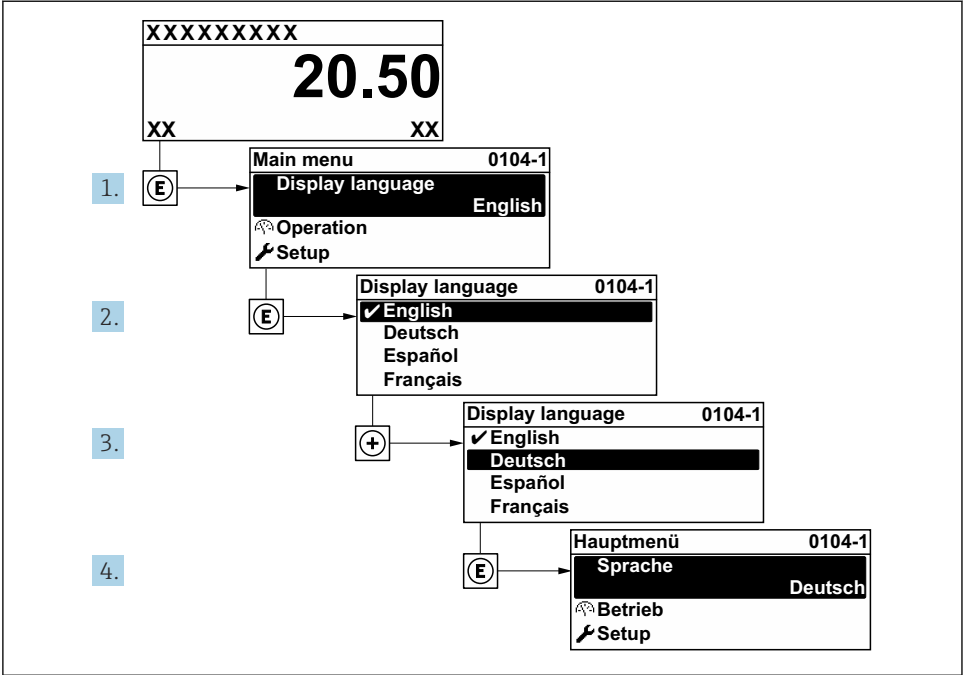 XXXXXXXXX
20.50
XX XX
Main menu 0104-1
1. E Display language
English
Operation
Setup
Display language 0104-1
2. E ✔English
Deutsch
Español
Français
Display language 0104-1
3. + ✔English
Deutsch
Español
Français
Hauptmenü 0104-1
4. E Sprache
Deutsch
Betrieb
Setup